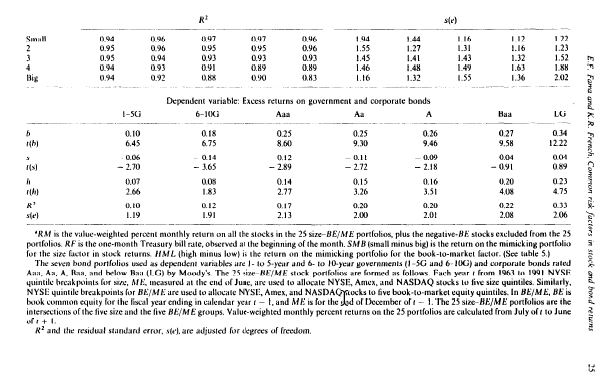 R² s(e)
Small 0.94 0.96 0.97 0.97 0.96 1.94 1.44 1.16 1.12 1.22
2 0.95 0.96 0.95 0.95 0.96 1.55 1.27 1.31 1.16 1.23
3 0.95 0.94 0.93 0.93 0.93 1.45 1.41 1.43 1.32 1.52
4 0.94 0.93 0.91 0.89 0.89 1.46 1.48 1.49 1.63 1.88
Big 0.94 0.92 0.88 0.90 0.83 1.16 1.32 1.55 1.36 2.02
Dependent variable: Excess returns on government and corporate bonds
1–5G 6–10G Aaa Aa A Baa LG
b 0.10 0.18 0.25 0.25 0.26 0.27 0.34
t(b) 6.45 6.75 8.60 9.30 9.46 9.58 12.22
s - 0.06 - 0.14 0.12 - 0.11 - 0.09 0.04 0.04
t(s) - 2.70 - 3.65 - 2.89 - 2.72 - 2.18 - 0.91 0.89
h 0.07 0.08 0.14 0.15 0.16 0.20 0.23
t(h) 2.66 1.83 2.77 3.26 3.51 4.08 4.75
R² 0.10 0.12 0.17 0.20 0.20 0.22 0.33
s(e) 1.19 1.91 2.13 2.00 2.01 2.08 2.06
ᵃRM is the value-weighted percent monthly return on all the stocks in the 25 size-BE/ME portfolios, plus the negative-BE stocks excluded from the 25
portfolios. RF is the one-month Treasury bill rate, observed at the beginning of the month. SMB (small minus big) is the return on the mimicking portfolio
for the size factor in stock returns. HML (high minus low) is the return on the mimicking portfolio for the book-to-market factor. (See table 5.)
The seven bond portfolios used as dependent variables are 1- to 5-year and 6- to 10-year governments (1–5G and 6–10G) and corporate bonds rated
Aaa, Aa, A, Baa, and below Baa (LG) by Moody's. The 25 size-BE/ME stock portfolios are formed as follows. Each year t from 1963 to 1991 NYSE
quintile breakpoints for size, ME, measured at the end of June, are used to allocate NYSE, Amex, and NASDAQ stocks to five size quintiles. Similarly,
NYSE quintile breakpoints for BE/ME are used to allocate NYSE, Amex, and NASDAQ stocks to five book-to-market equity quintiles. In BE/ME, BE is
book common equity for the fiscal year ending in calendar year t − 1, and ME is for the end of December of t − 1. The 25 size-BE/ME portfolios are the
intersections of the five size and the five BE/ME groups. Value-weighted monthly percent returns on the 25 portfolios are calculated from July of t to June
of t + 1.
R² and the residual standard error, s(e), are adjusted for degrees of freedom.
E.F. Fama and K.R. French, Common risk factors in stock and bond returns
25